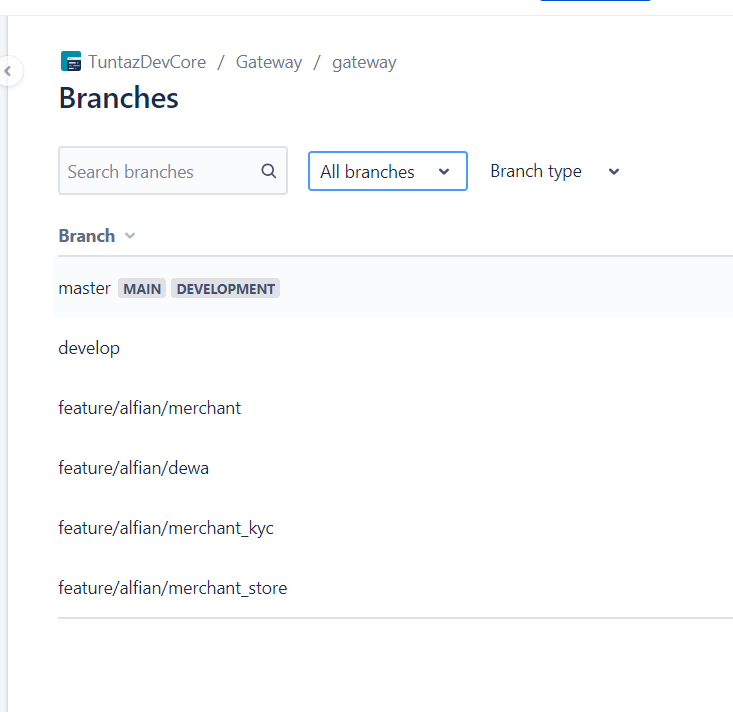 TuntazDevCore / Gateway / gateway
Branches
Search branches All branches Branch type
Branch
master MAIN DEVELOPMENT
develop
feature/alfian/merchant
feature/alfian/dewa
feature/alfian/merchant_kyc
feature/alfian/merchant_store